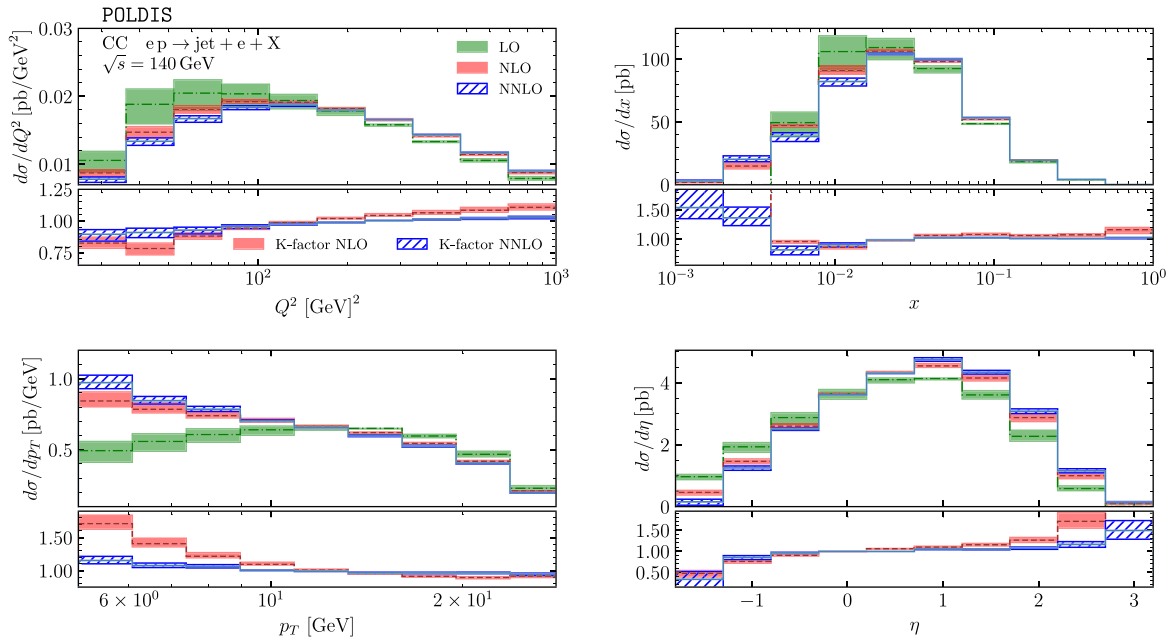 POLDIS
CC e p → jet + e + X
√s = 140 GeV
LO
NLO
NNLO
dσ/dQ² [pb/GeV²]
0.03
0.02
0.01
1.25
1.00
0.75
K-factor NLO
K-factor NNLO
10²
10³
Q² [GeV]²
dσ/dx [pb]
100
50
0
1.50
1.00
10⁻³
10⁻²
10⁻¹
10⁰
x
dσ/dp_T [pb/GeV]
1.0
0.5
1.50
1.00
6 × 10⁰
10¹
2 × 10¹
p_T [GeV]
dσ/dη [pb]
4
2
0
1.50
1.00
0.50
−1
0
1
2
3
η